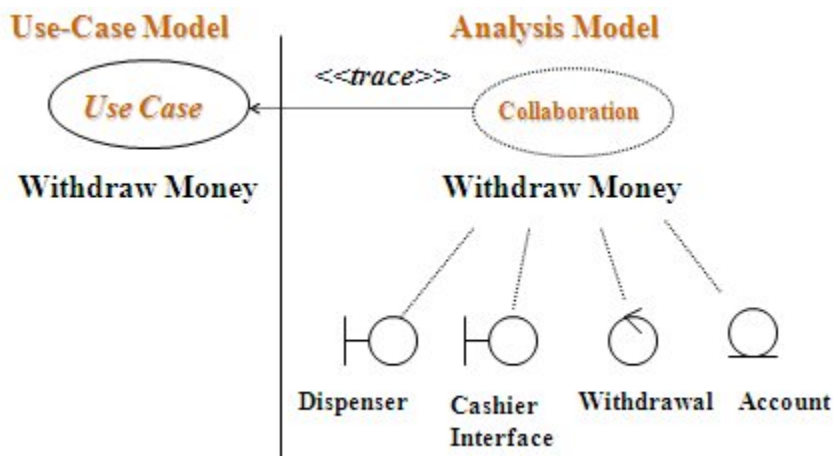 Use-Case Model
Analysis Model
<<trace>>
Use Case
Collaboration
Withdraw Money
Withdraw Money
Dispenser
Cashier
Interface
Withdrawal
Account